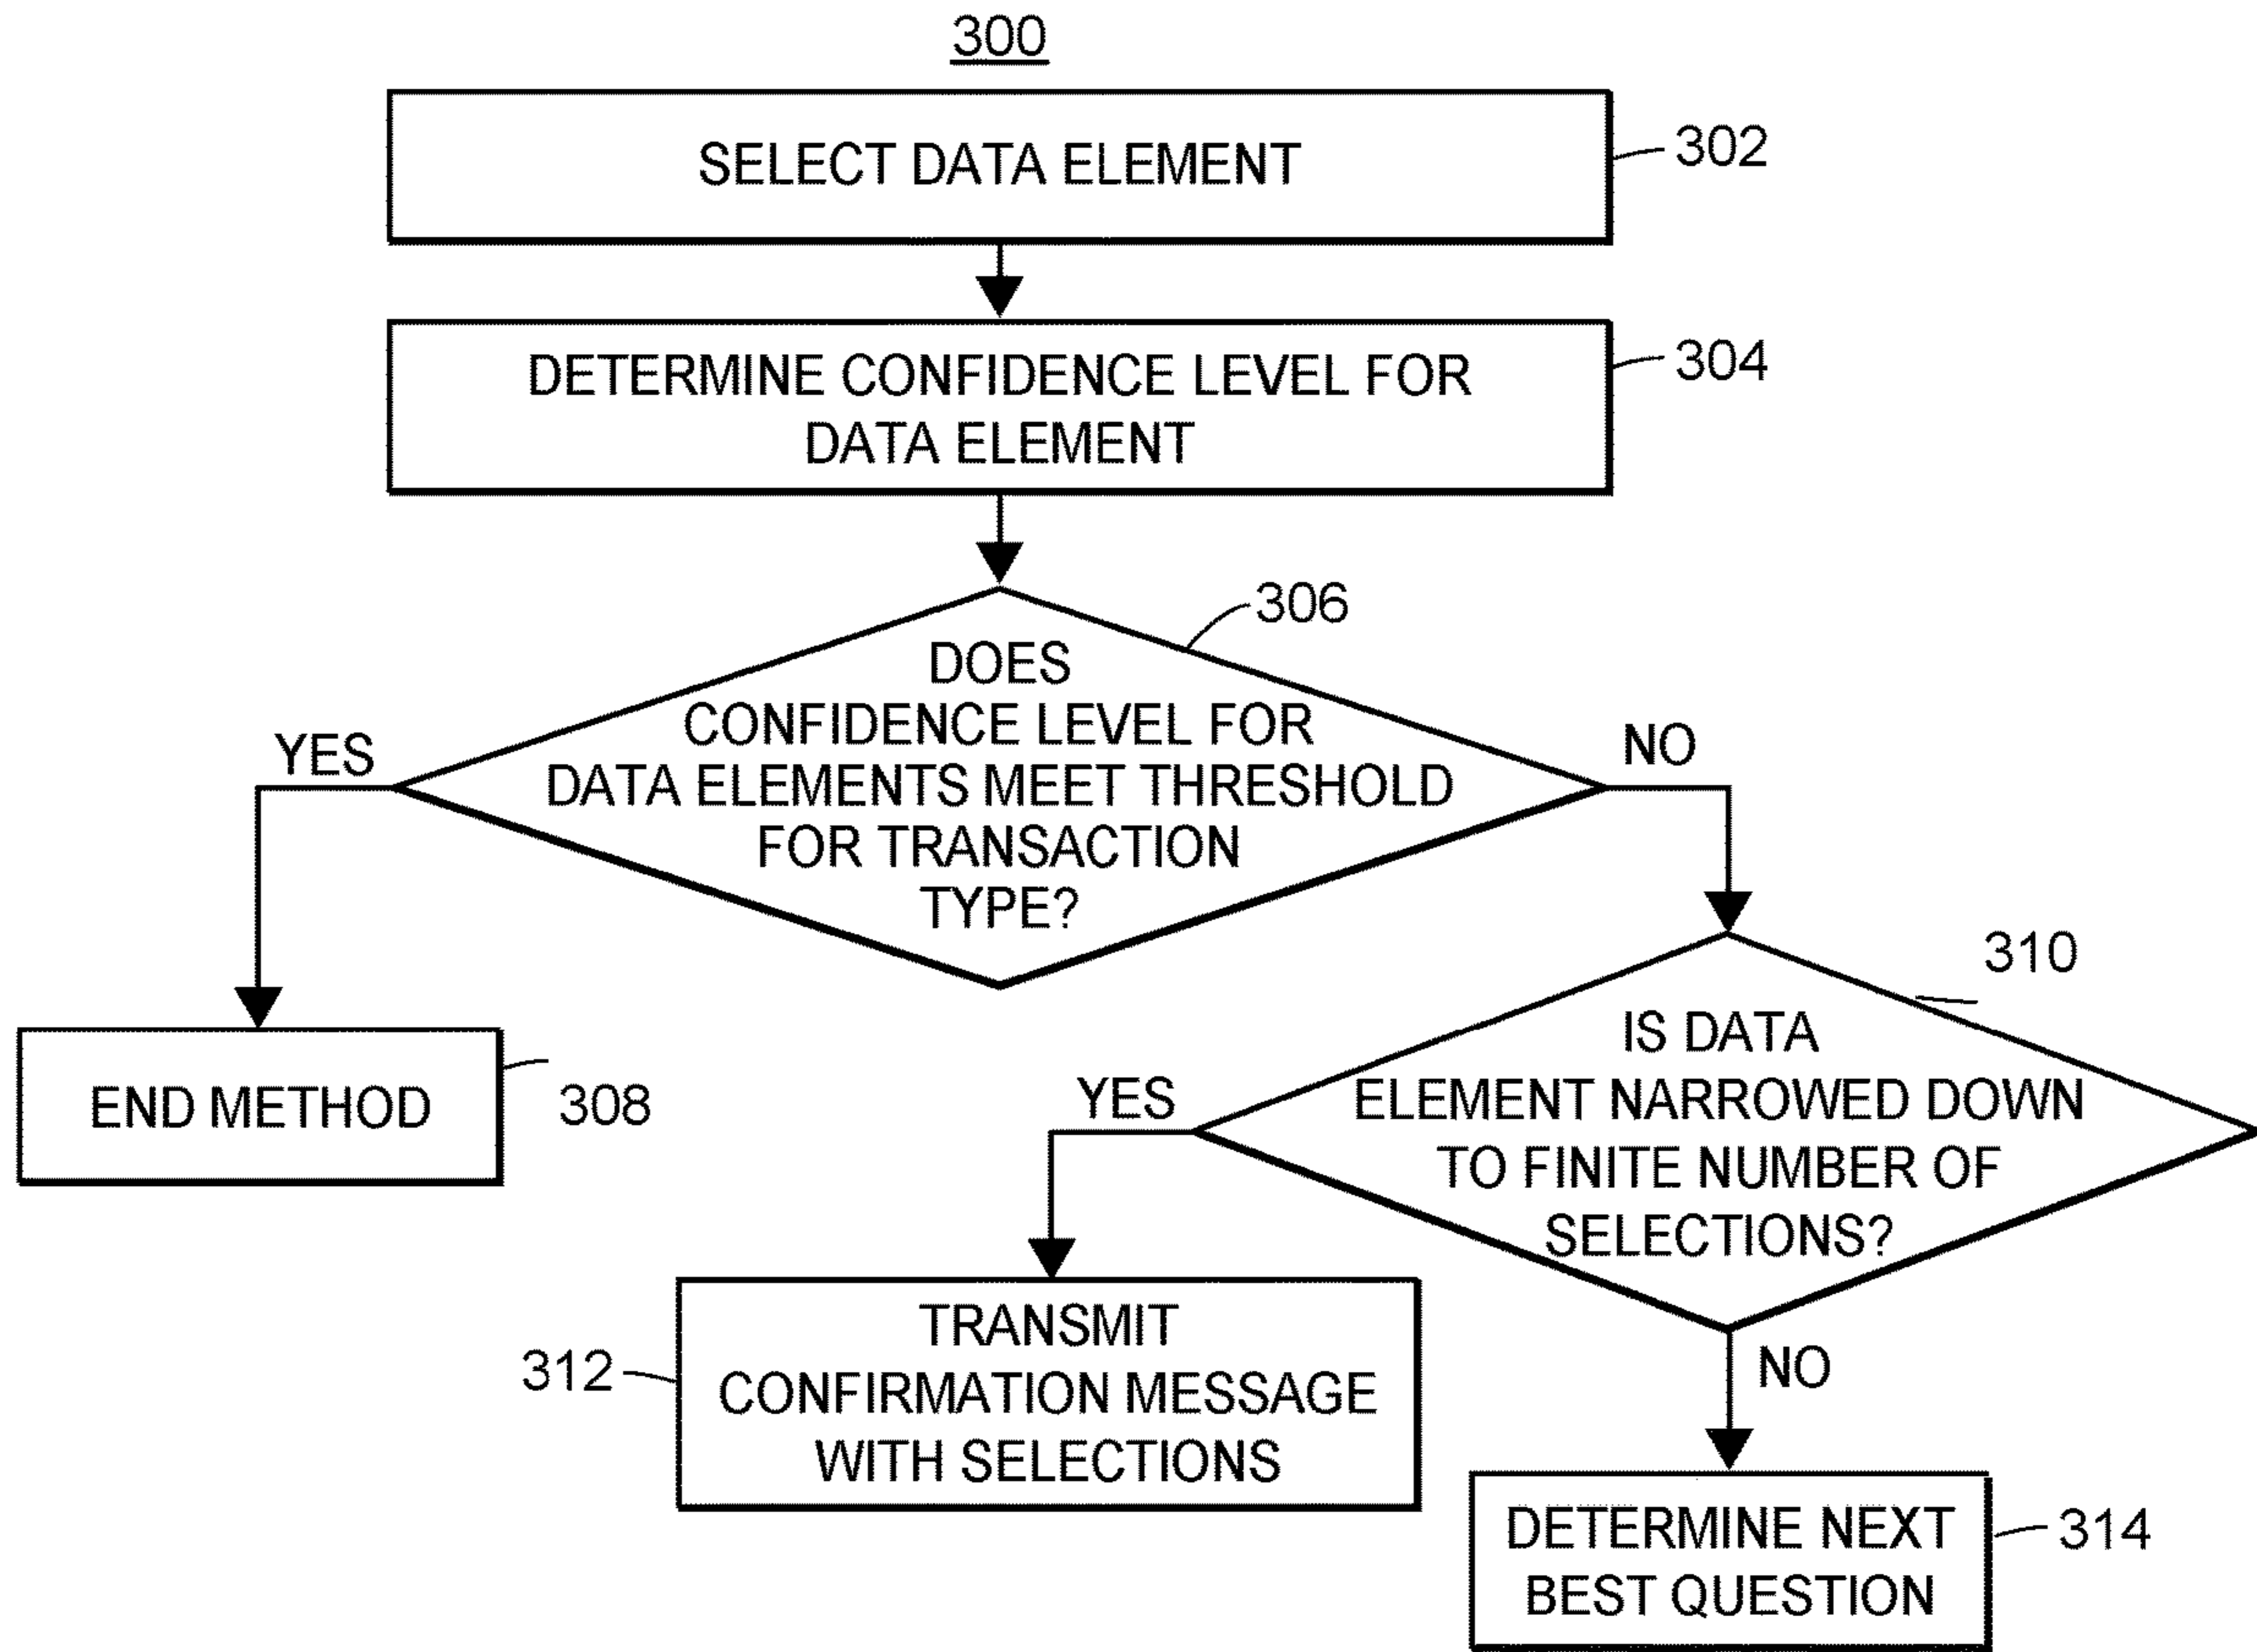 300
SELECT DATA ELEMENT
302
DETERMINE CONFIDENCE LEVEL FOR
DATA ELEMENT
304
306
DOES
CONFIDENCE LEVEL FOR
DATA ELEMENTS MEET THRESHOLD
FOR TRANSACTION
TYPE?
YES
NO
END METHOD
308
310
IS DATA
ELEMENT NARROWED DOWN
TO FINITE NUMBER OF
SELECTIONS?
YES
NO
312
TRANSMIT
CONFIRMATION MESSAGE
WITH SELECTIONS
DETERMINE NEXT
BEST QUESTION
314